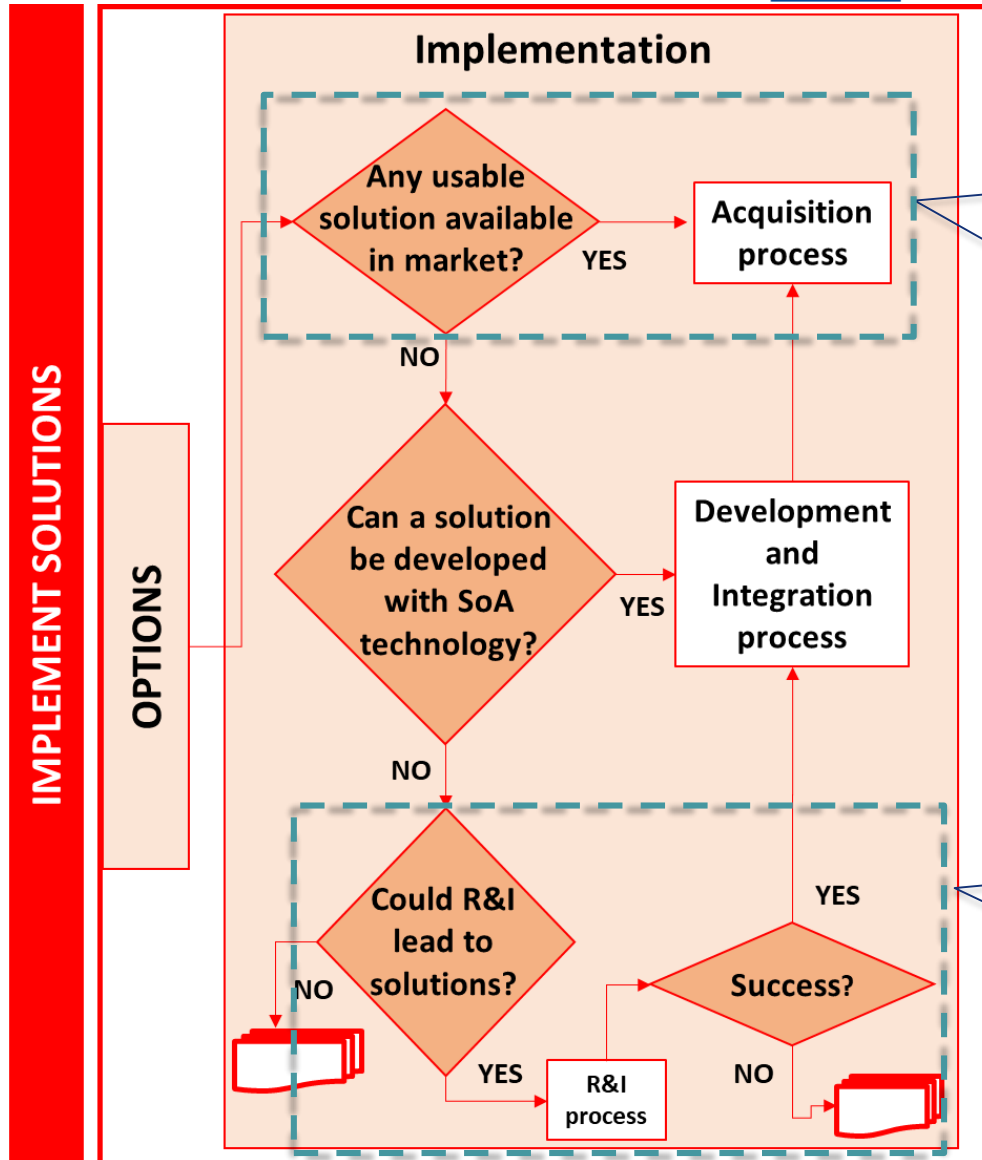 Implementation
IMPLEMENT SOLUTIONS
OPTIONS
Any usable
solution available
in market?
YES
Acquisition
process
NO
Can a solution
be developed
with SoA
technology?
YES
Development
and
Integration
process
NO
Could R&I
lead to
solutions?
NO
YES
R&I
process
Success?
YES
NO